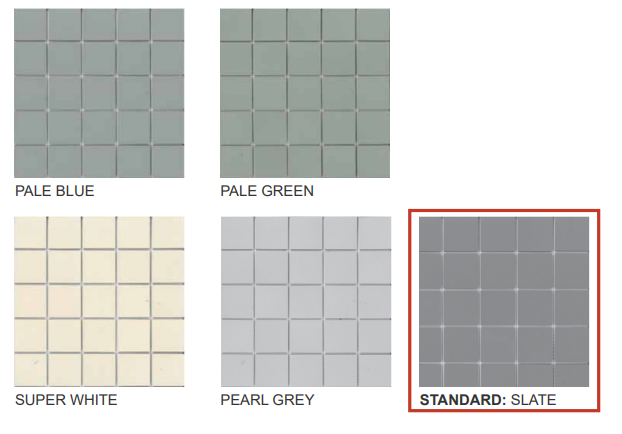 PALE BLUE
PALE GREEN
SUPER WHITE
PEARL GREY
STANDARD: SLATE